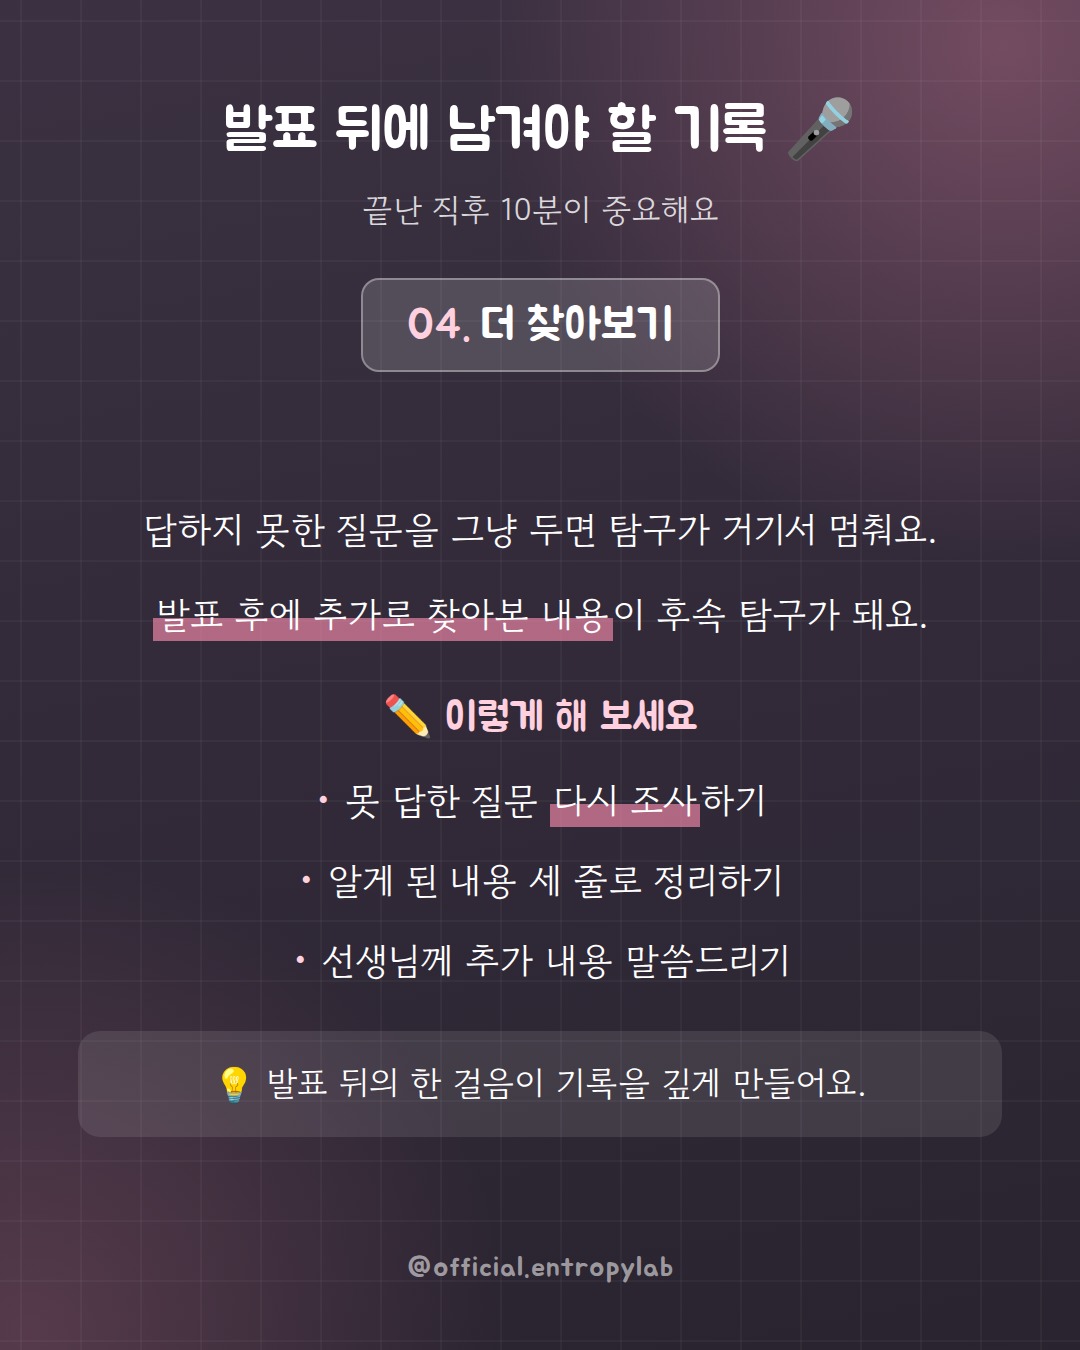 발표 뒤에 남겨야 할 기록 🎤
끝난 직후 10분이 중요해요
04. 더 찾아보기
답하지 못한 질문을 그냥 두면 탐구가 거기서 멈춰요.
발표 후에 추가로 찾아본 내용이 후속 탐구가 돼요.
✏️ 이렇게 해 보세요
• 못 답한 질문 다시 조사하기
• 알게 된 내용 세 줄로 정리하기
• 선생님께 추가 내용 말씀드리기
💡 발표 뒤의 한 걸음이 기록을 깊게 만들어요.
@official.entropylab